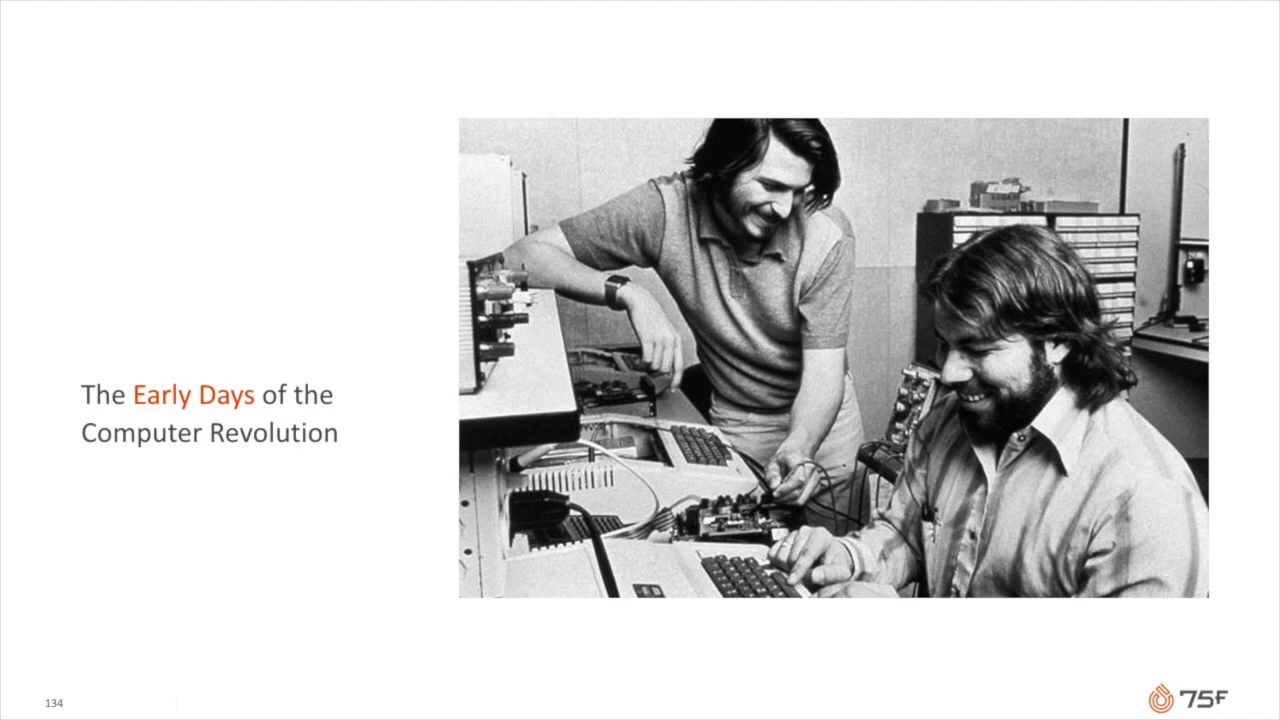 The Early Days of the
Computer Revolution
134
75F